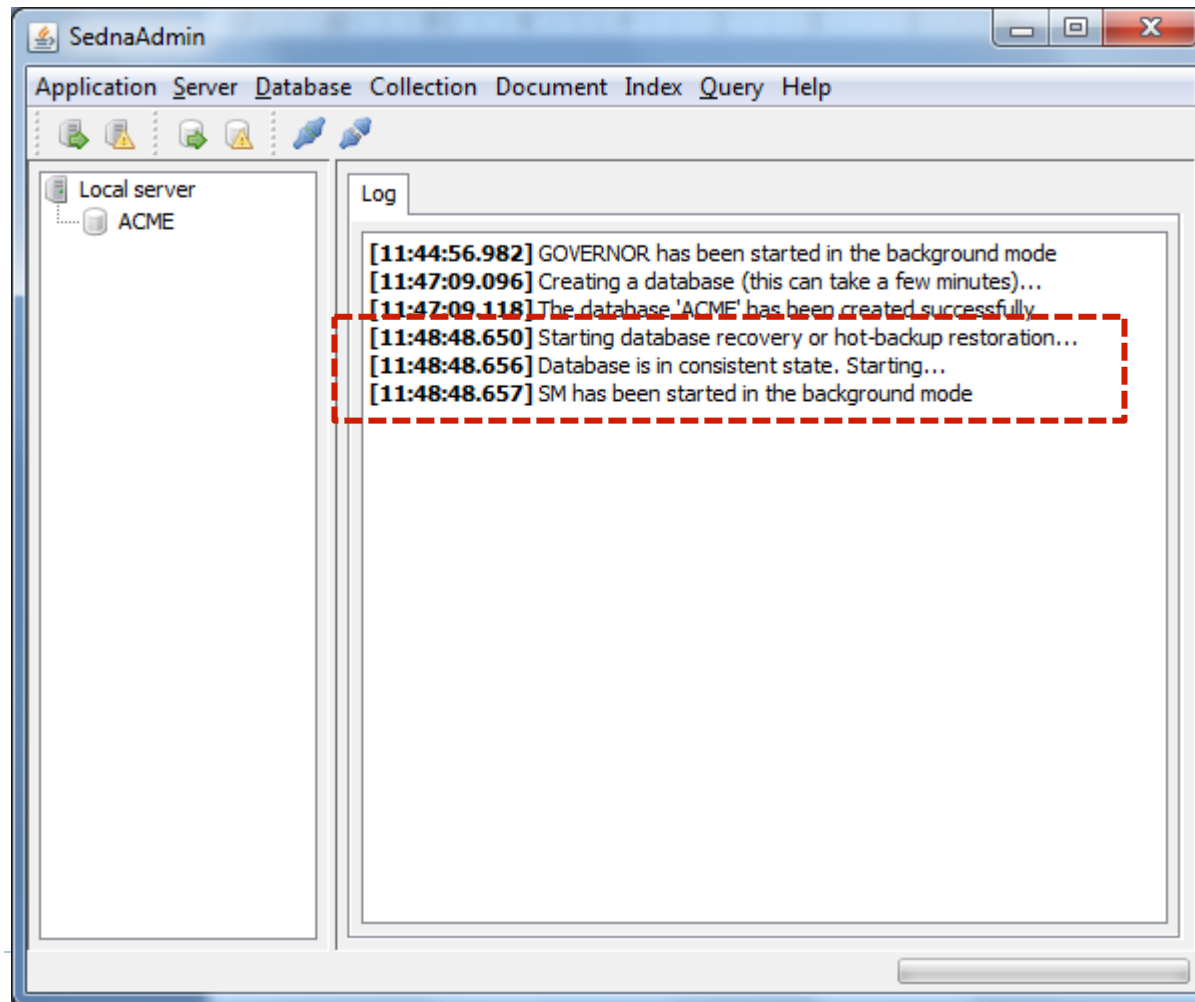 SednaAdmin
Application Server Database Collection Document Index Query Help
Local server
ACME
Log
[11:44:56.982] GOVERNOR has been started in the background mode
[11:47:09.096] Creating a database (this can take a few minutes)...
[11:47:09.118] The database 'ACME' has been created successfully
[11:48:48.650] Starting database recovery or hot-backup restoration...
[11:48:48.656] Database is in consistent state. Starting...
[11:48:48.657] SM has been started in the background mode